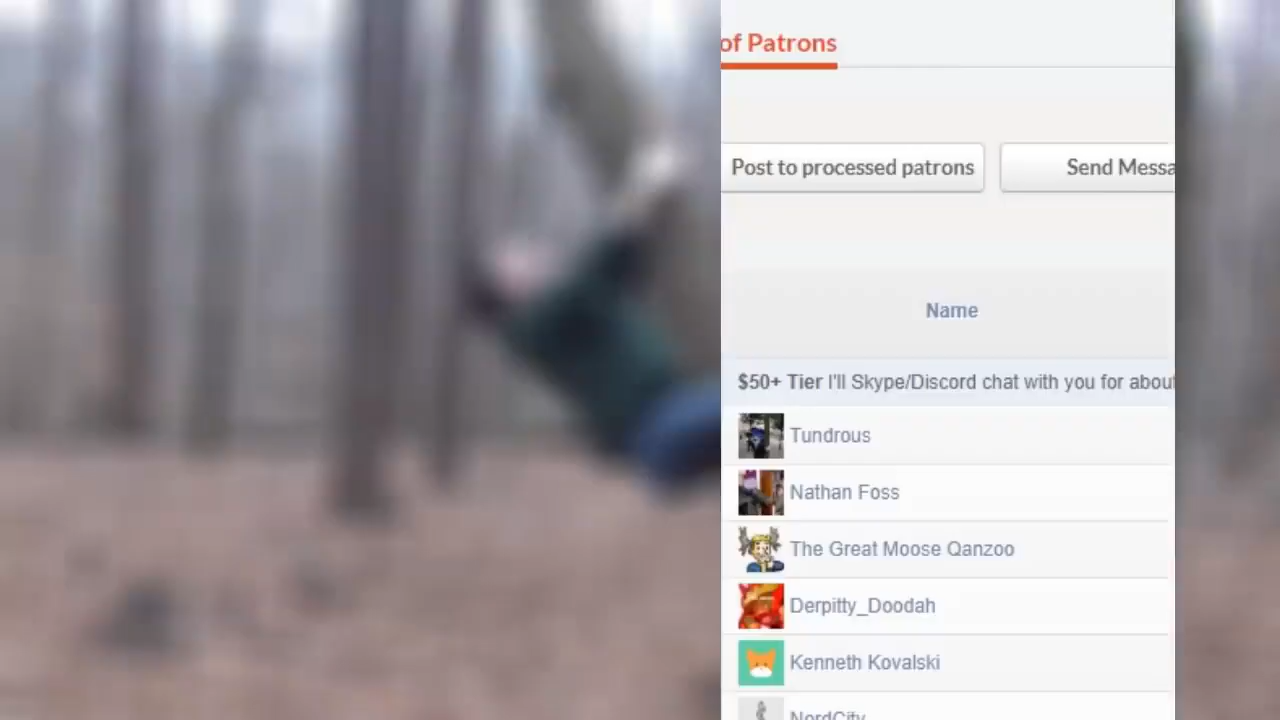 of Patrons
Post to processed patrons
Send Messa
Name
$50+ Tier I'll Skype/Discord chat with you for about
Tundrous
Nathan Foss
The Great Moose Qanzoo
Derpitty_Doodah
Kenneth Kovalski
NordCity